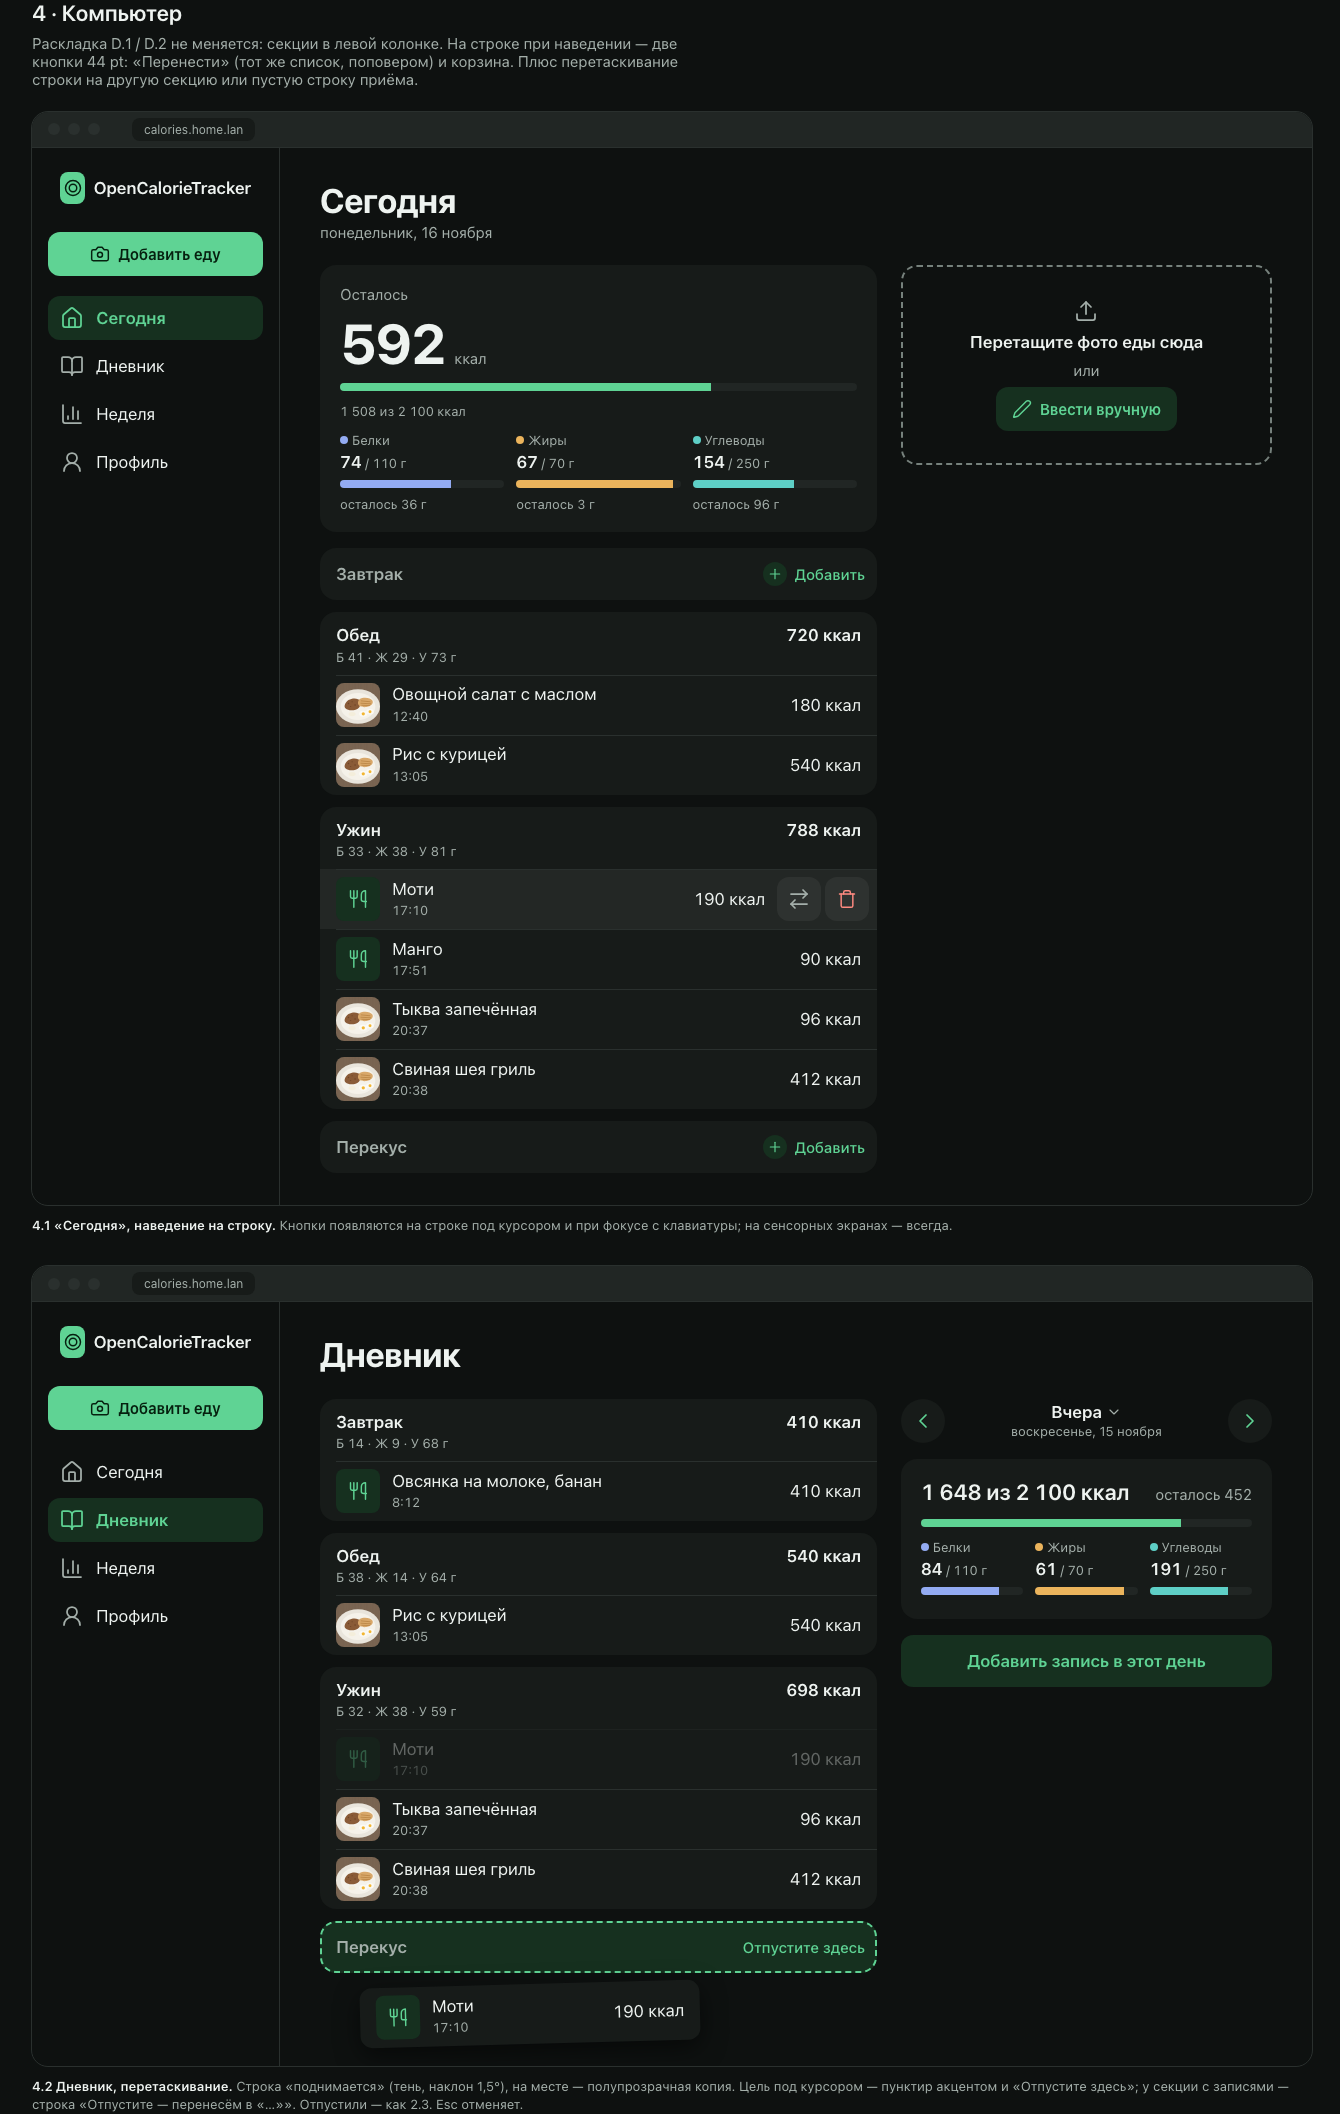 4 · Компьютер
Раскладка D.1 / D.2 не меняется: секции в левой колонке. На строке при наведении — две
кнопки 44 pt: «Перенести» (тот же список, поповером) и корзина. Плюс перетаскивание
строки на другую секцию или пустую строку приёма.
calories.home.lan
OpenCalorieTracker
Добавить еду
Сегодня
Дневник
Неделя
Профиль
Сегодня
понедельник, 16 ноября
Осталось
592 ккал
1 508 из 2 100 ккал
Белки
74 / 110 г
осталось 36 г
Жиры
67 / 70 г
осталось 3 г
Углеводы
154 / 250 г
осталось 96 г
Перетащите фото еды сюда
или
Ввести вручную
Завтрак Добавить
Обед 720 ккал
Б 41 · Ж 29 · У 73 г
Овощной салат с маслом 180 ккал
12:40
Рис с курицей 540 ккал
13:05
Ужин 788 ккал
Б 33 · Ж 38 · У 81 г
Моти 190 ккал
17:10
Манго 90 ккал
17:51
Тыква запечённая 96 ккал
20:37
Свиная шея гриль 412 ккал
20:38
Перекус Добавить
4.1 «Сегодня», наведение на строку. Кнопки появляются на строке под курсором и при фокусе с клавиатуры; на сенсорных экранах — всегда.
calories.home.lan
OpenCalorieTracker
Добавить еду
Сегодня
Дневник
Неделя
Профиль
Дневник
Завтрак 410 ккал
Б 14 · Ж 9 · У 68 г
Овсянка на молоке, банан 410 ккал
8:12
Обед 540 ккал
Б 38 · Ж 14 · У 64 г
Рис с курицей 540 ккал
13:05
Ужин 698 ккал
Б 32 · Ж 38 · У 59 г
Моти 190 ккал
17:10
Тыква запечённая 96 ккал
20:37
Свиная шея гриль 412 ккал
20:38
Перекус Отпустите здесь
Моти 190 ккал
17:10
Вчера
воскресенье, 15 ноября
1 648 из 2 100 ккал осталось 452
Белки
84 / 110 г
Жиры
61 / 70 г
Углеводы
191 / 250 г
Добавить запись в этот день
4.2 Дневник, перетаскивание. Строка «поднимается» (тень, наклон 1,5°), на месте — полупрозрачная копия. Цель под курсором — пунктир акцентом и «Отпустите здесь»; у секции с записями —
строка «Отпустите — перенесём в «…»». Отпустили — как 2.3. Esc отменяет.